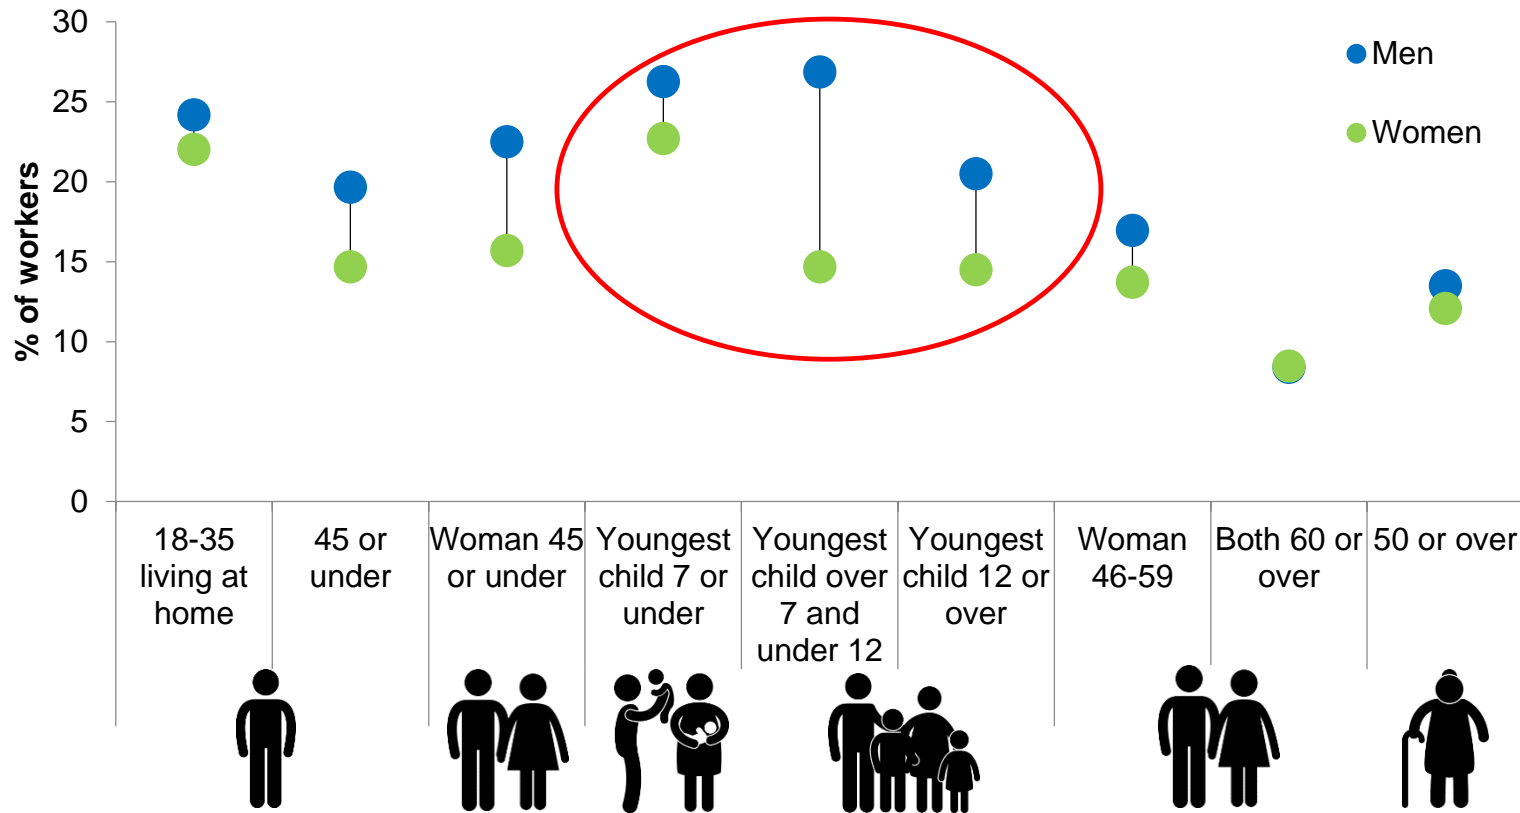 30
25
20
15
10
5
0
% of workers
Men
Women
18-35
living at
home
45 or
under
Woman 45
or under
Youngest
child 7 or
under
Youngest
child over
7 and
under 12
Youngest
child 12 or
over
Woman
46-59
Both 60 or
over
50 or over